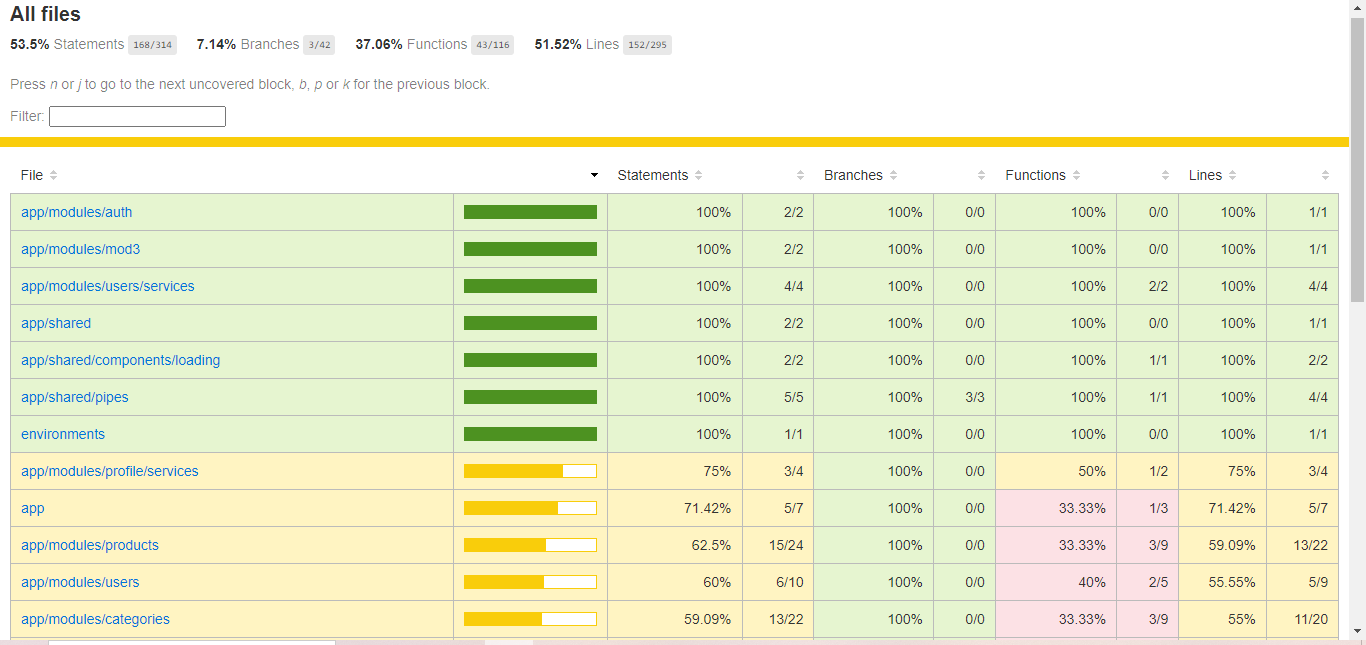 All files
53.5% Statements 168/314 7.14% Branches 3/42 37.06% Functions 43/116 51.52% Lines 152/295
Press n or j to go to the next uncovered block, b, p or k for the previous block.
Filter:
File Statements Branches Functions Lines
app/modules/auth 100% 2/2 100% 0/0 100% 0/0 100% 1/1
app/modules/mod3 100% 2/2 100% 0/0 100% 0/0 100% 1/1
app/modules/users/services 100% 4/4 100% 0/0 100% 2/2 100% 4/4
app/shared 100% 2/2 100% 0/0 100% 0/0 100% 1/1
app/shared/components/loading 100% 2/2 100% 0/0 100% 1/1 100% 2/2
app/shared/pipes 100% 5/5 100% 3/3 100% 1/1 100% 4/4
environments 100% 1/1 100% 0/0 100% 0/0 100% 1/1
app/modules/profile/services 75% 3/4 100% 0/0 50% 1/2 75% 3/4
app 71.42% 5/7 100% 0/0 33.33% 1/3 71.42% 5/7
app/modules/products 62.5% 15/24 100% 0/0 33.33% 3/9 59.09% 13/22
app/modules/users 60% 6/10 100% 0/0 40% 2/5 55.55% 5/9
app/modules/categories 59.09% 13/22 100% 0/0 33.33% 3/9 55% 11/20